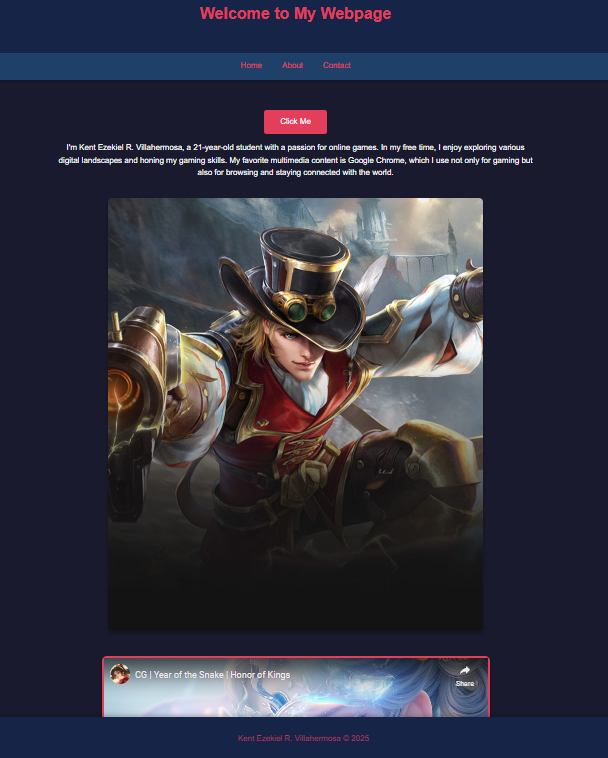 Welcome to My Webpage
Home About Contact
Click Me
I'm Kent Ezekiel R. Villahermosa, a 21-year-old student with a passion for online games. In my free time, I enjoy exploring various
digital landscapes and honing my gaming skills. My favorite multimedia content is Google Chrome, which I use not only for gaming but
also for browsing and staying connected with the world.
CG | Year of the Snake | Honor of Kings
Share
Kent Ezekiel R. Villahermosa © 2025